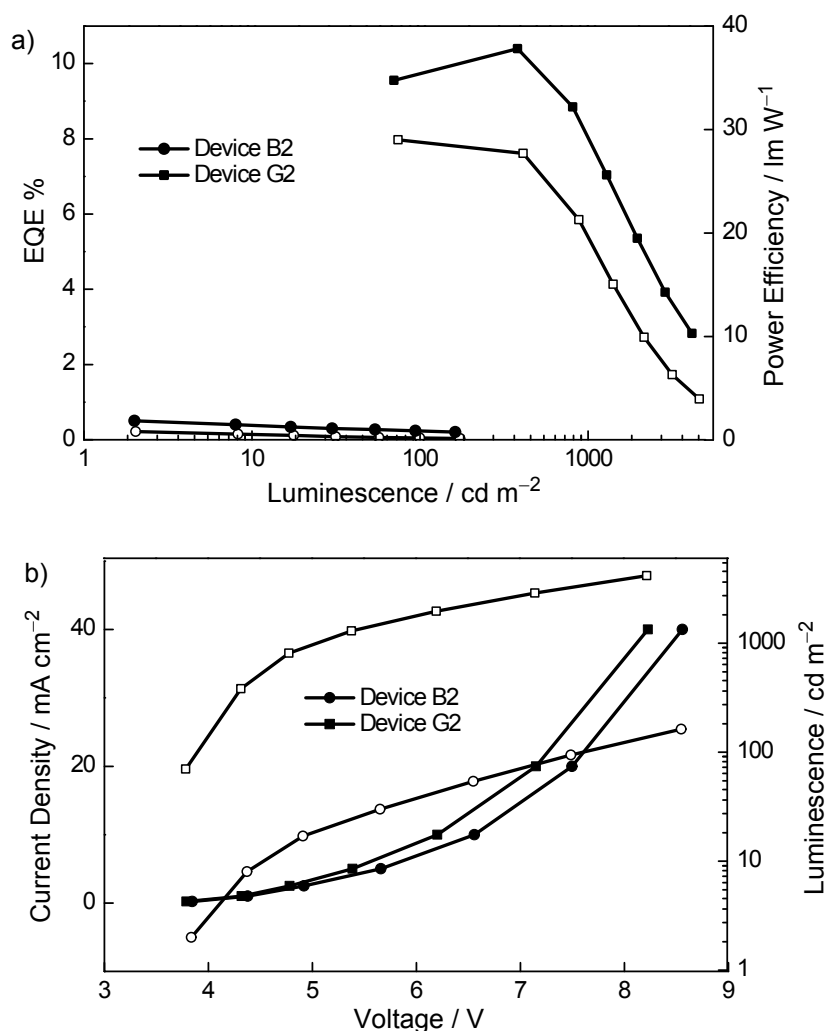 a)
10
8
6
4
2
0
EQE %
40
30
20
10
0
Power Efficiency / lm W⁻¹
Device B2
Device G2
1
10
100
1000
Luminescence / cd m⁻²
b)
40
20
0
Current Density / mA cm⁻²
1000
100
10
1
Luminescence / cd m⁻²
Device B2
Device G2
3
4
5
6
7
8
9
Voltage / V